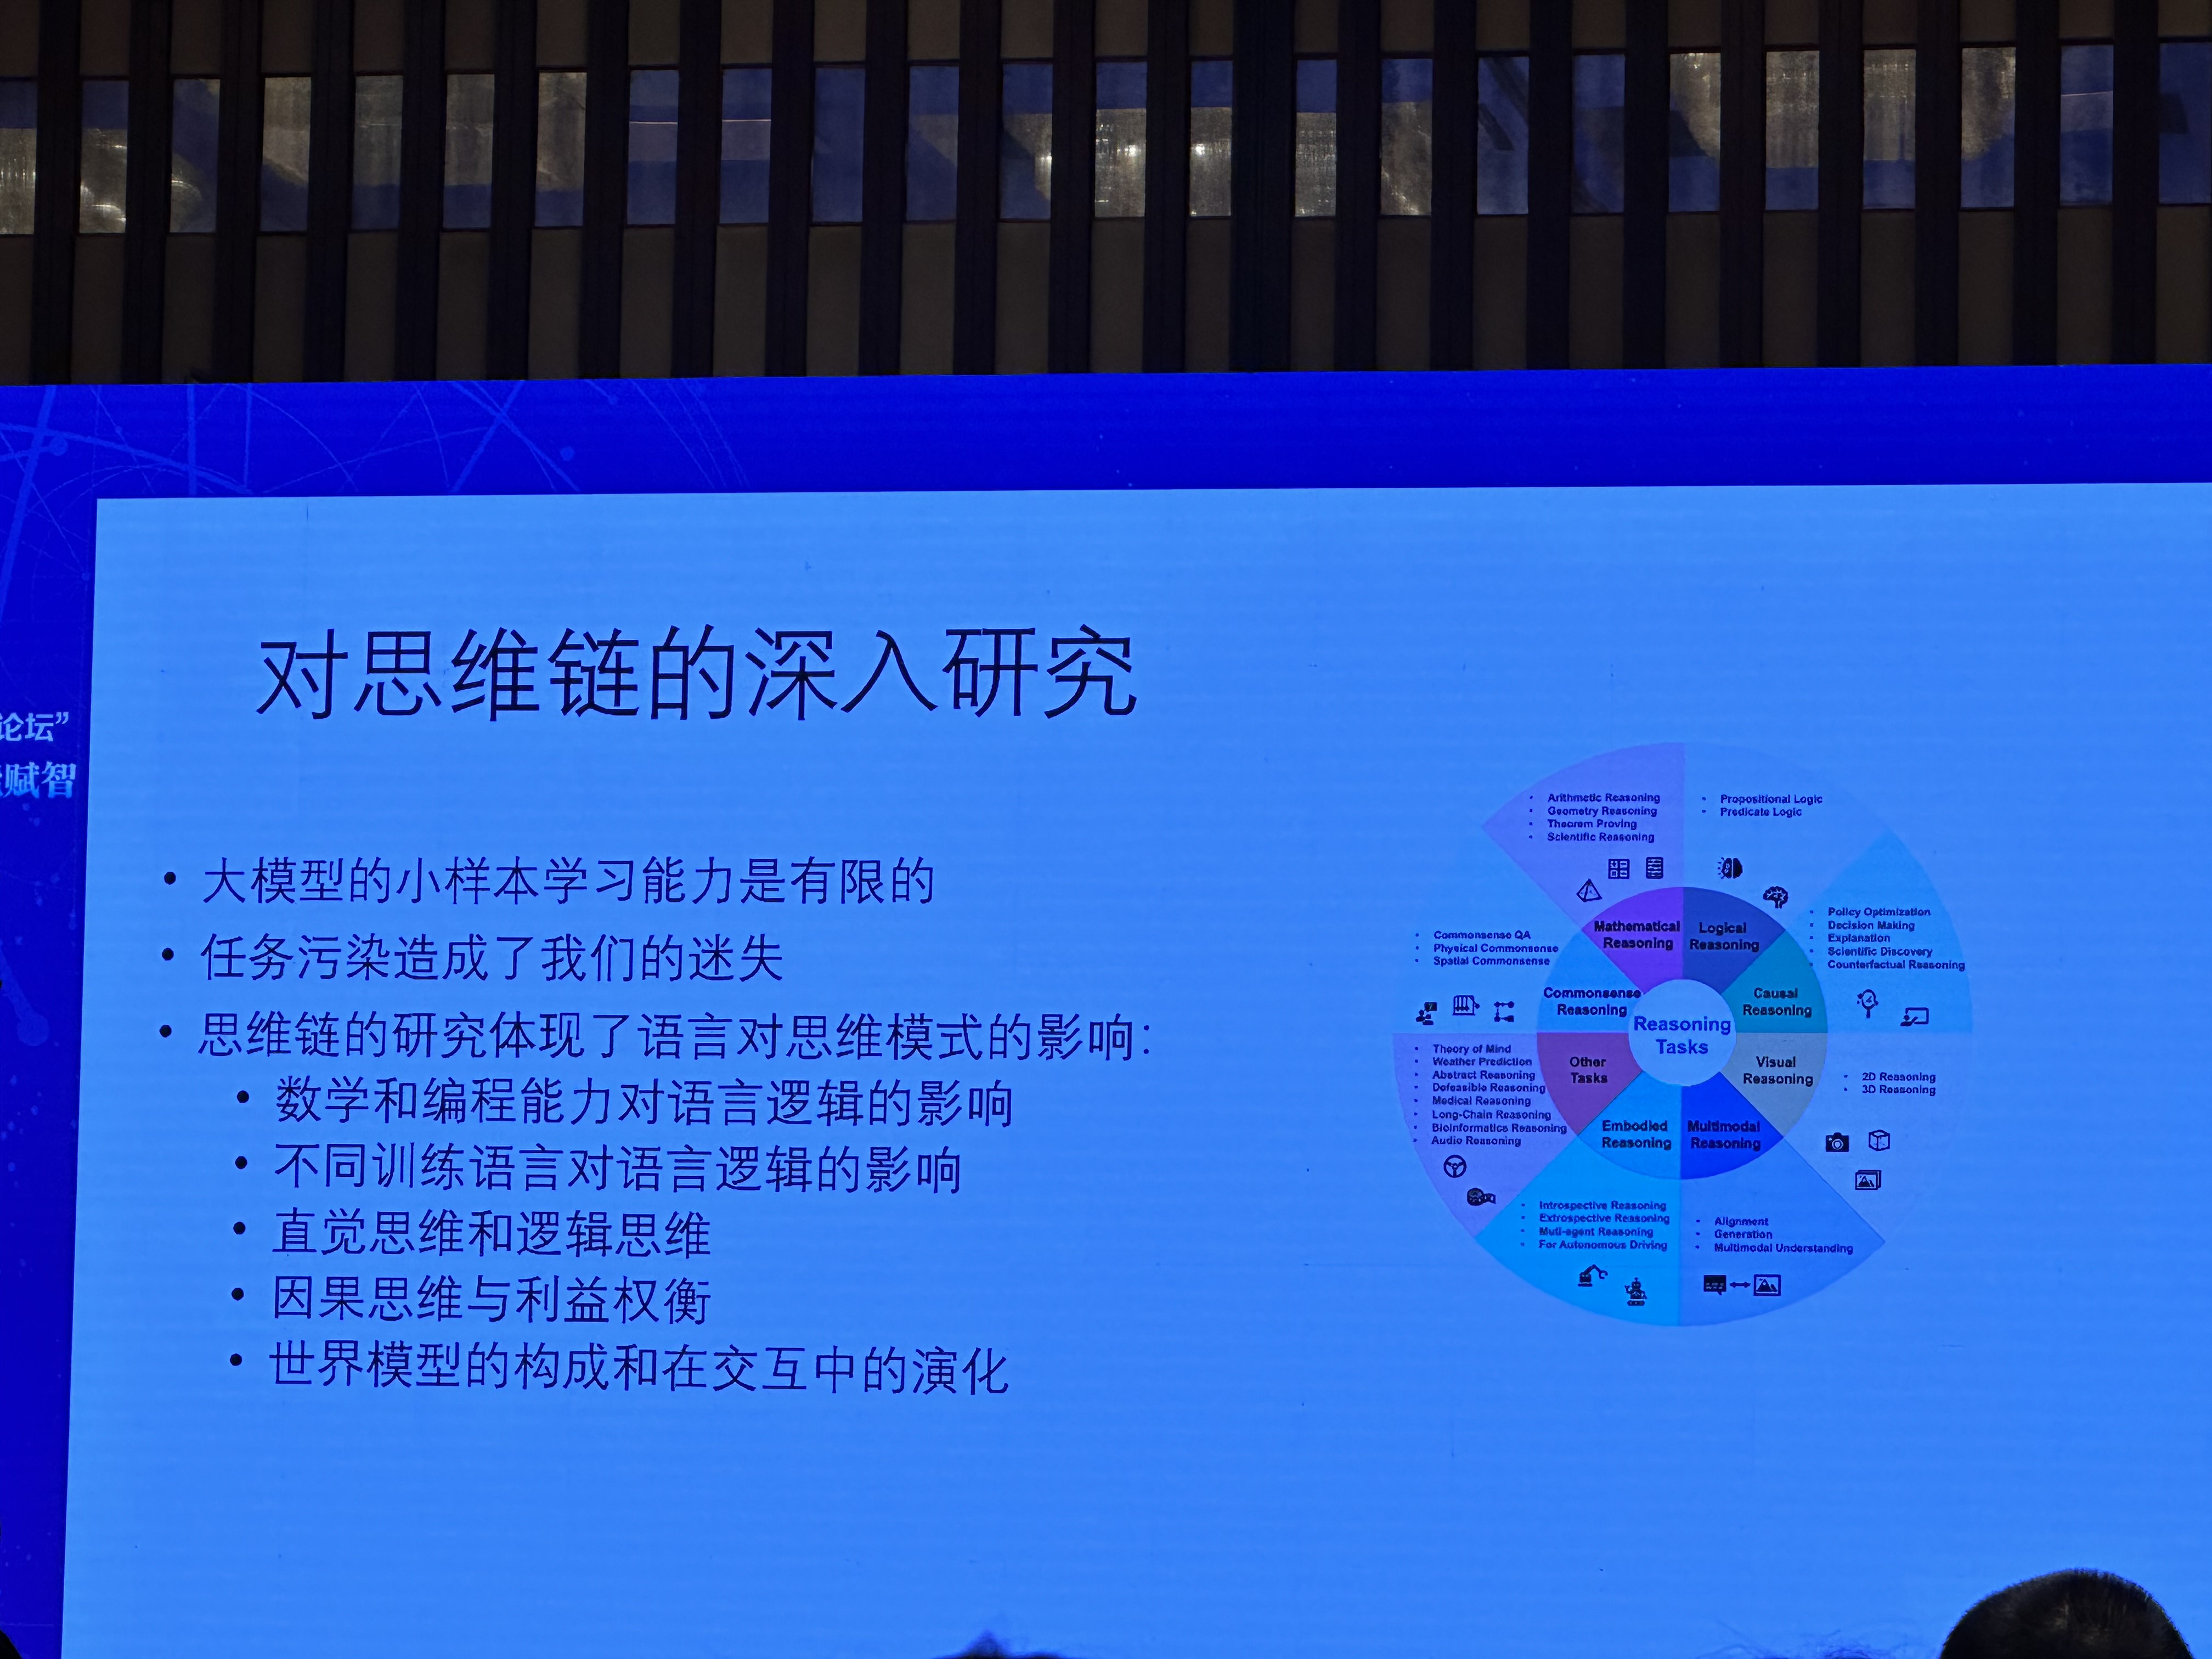 论坛”
赋智
对思维链的深入研究
• 大模型的小样本学习能力是有限的
• 任务污染造成了我们的迷失
• 思维链的研究体现了语言对思维模式的影响：
• 数学和编程能力对语言逻辑的影响
• 不同训练语言对语言逻辑的影响
• 直觉思维和逻辑思维
• 因果思维与利益权衡
• 世界模型的构成和在交互中的演化
Reasoning
Tasks
Mathematical
Reasoning
• Arithmetic Reasoning
• Geometry Reasoning
• Theorem Proving
• Scientific Reasoning
Logical
Reasoning
• Propositional Logic
• Predicate Logic
Causal
Reasoning
• Policy Optimization
• Decision Making
• Explanation
• Scientific Discovery
• Counterfactual Reasoning
Visual
Reasoning
• 2D Reasoning
• 3D Reasoning
Multimodal
Reasoning
• Alignment
• Generation
• Multimodal Understanding
Embodied
Reasoning
• Introspective Reasoning
• Extrospective Reasoning
• Muti-agent Reasoning
• For Autonomous Driving
Other
Tasks
• Theory of Mind
• Weather Prediction
• Abstract Reasoning
• Defeasible Reasoning
• Medical Reasoning
• Long-Chain Reasoning
• Bioinformatics Reasoning
• Audio Reasoning
Commonsense
Reasoning
• Commonsense QA
• Physical Commonsense
• Spatial Commonsense